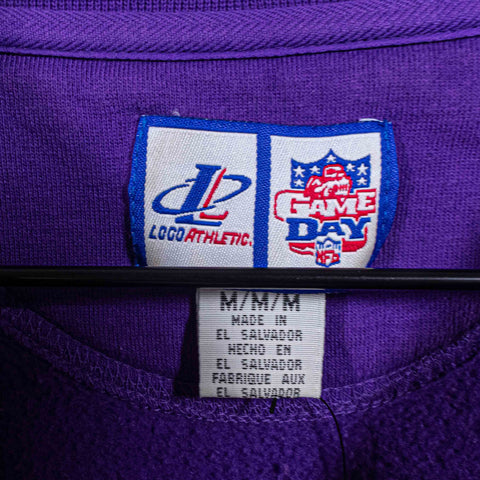 LOGO ATHLETIC
GAME
DAY
NFL
M/M/M
MADE IN
EL SALVADOR
HECHO EN
EL SALVADOR
FABRIQUE AUX
EL SALVADOR